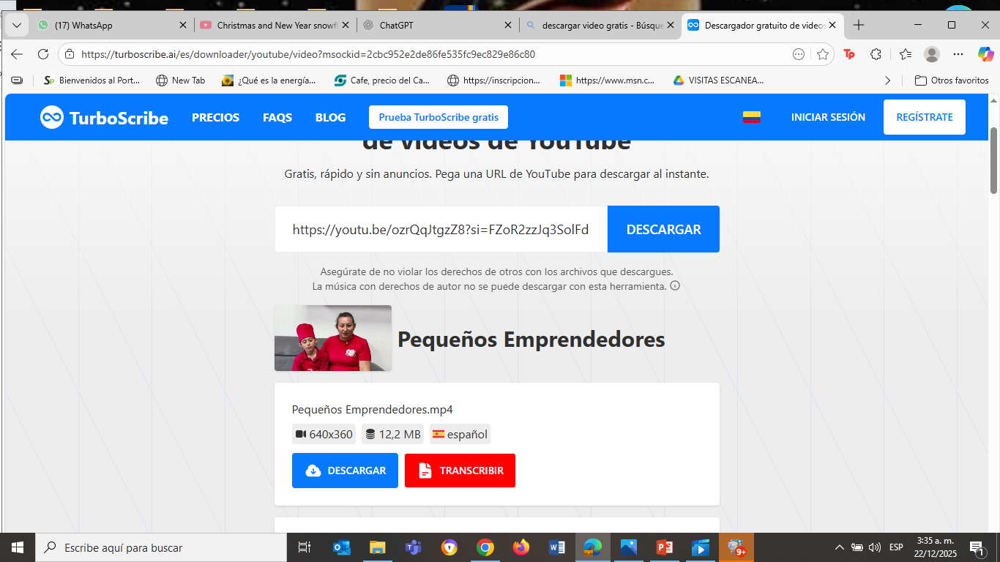 (17) WhatsApp
Christmas and New Year snowfl
ChatGPT
descargar video gratis - Búsque
Descargador gratuito de videos
https://turboscribe.ai/es/downloader/youtube/video?msockid=2cbc952e2de86fe535fc9ec829e86c80
Bienvenidos al Port...
New Tab
¿Qué es la energía...
Cafe, precio del Ca...
https://inscripcion...
https://www.msn.c...
VISITAS ESCANEA...
Otros favoritos
TurboScribe
PRECIOS
FAQS
BLOG
Prueba TurboScribe gratis
INICIAR SESIÓN
REGÍSTRATE
de videos de YouTube
Gratis, rápido y sin anuncios. Pega una URL de YouTube para descargar al instante.
https://youtu.be/ozrQqJtgzZ8?si=FZoR2zzJq3SolFd
DESCARGAR
Asegúrate de no violar los derechos de otros con los archivos que descargues.
La música con derechos de autor no se puede descargar con esta herramienta.
Pequeños Emprendedores
Pequeños Emprendedores.mp4
640x360
12,2 MB
español
DESCARGAR
TRANSCRIBIR
Escribe aquí para buscar
9+
ESP
3:35 a. m.
22/12/2025
1